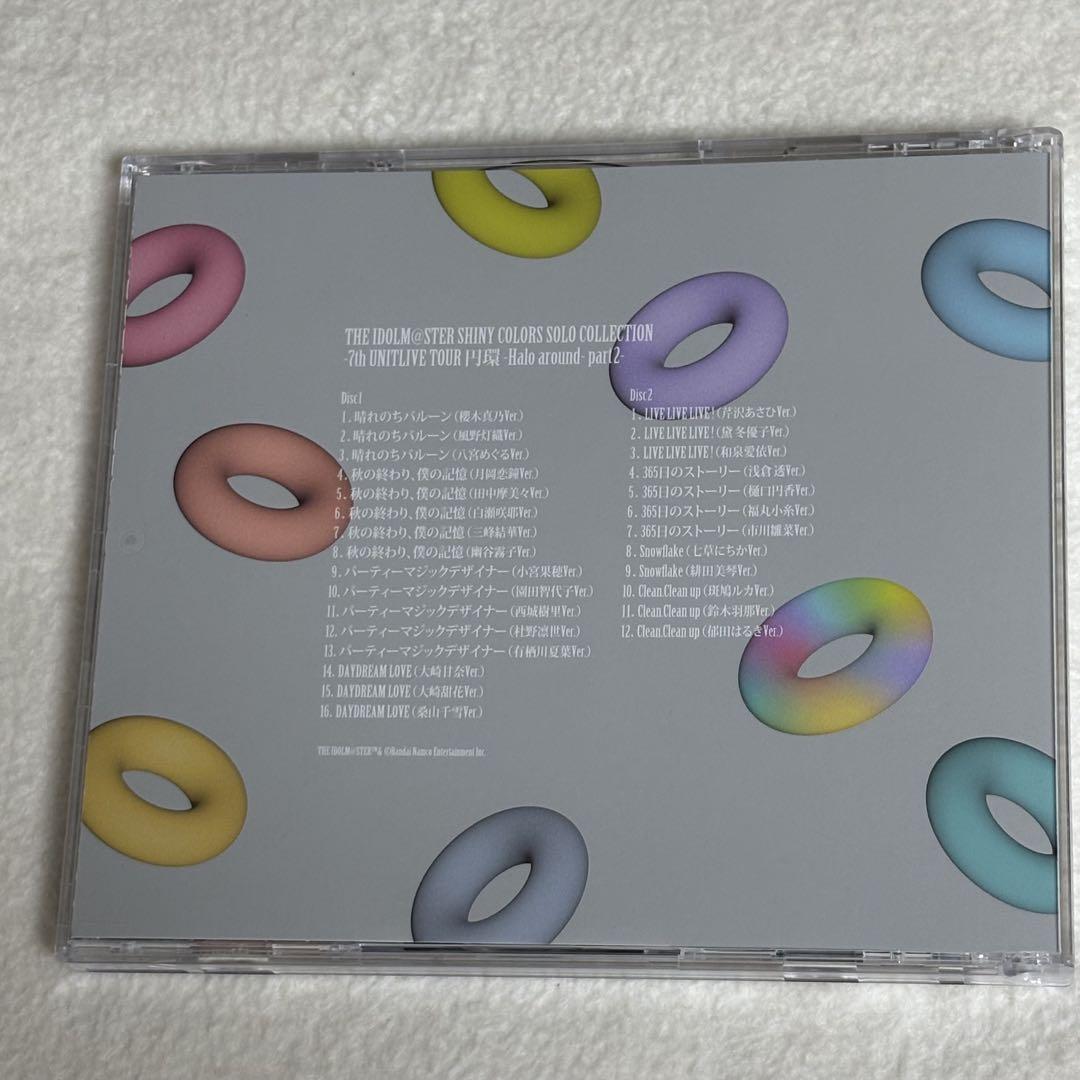 THE IDOLM@STER SHINY COLORS SOLO COLLECTION
-7th UNITLIVE TOUR 円環 -Halo around- part2-
Disc1
1. 晴れのちバルーン（櫻木真乃Ver.）
2. 晴れのちバルーン（風野灯織Ver.）
3. 晴れのちバルーン（八宮めぐるVer.）
4. 秋の終わり、僕の記憶（月岡恋鐘Ver.）
5. 秋の終わり、僕の記憶（田中摩美々Ver.）
6. 秋の終わり、僕の記憶（白瀬咲耶Ver.）
7. 秋の終わり、僕の記憶（三峰結華Ver.）
8. 秋の終わり、僕の記憶（幽谷霧子Ver.）
9. パーティーマジックデザイナー（小宮果穂Ver.）
10. パーティーマジックデザイナー（園田智代子Ver.）
11. パーティーマジックデザイナー（西城樹里Ver.）
12. パーティーマジックデザイナー（杜野凛世Ver.）
13. パーティーマジックデザイナー（有栖川夏葉Ver.）
14. DAYDREAM LOVE（大崎甘奈Ver.）
15. DAYDREAM LOVE（大崎甜花Ver.）
16. DAYDREAM LOVE（桑山千雪Ver.）
Disc2
1. LIVE LIVE LIVE!（芹沢あさひVer.）
2. LIVE LIVE LIVE!（黛 冬優子Ver.）
3. LIVE LIVE LIVE!（和泉愛依Ver.）
4. 365日のストーリー（浅倉 透Ver.）
5. 365日のストーリー（樋口円香Ver.）
6. 365日のストーリー（福丸小糸Ver.）
7. 365日のストーリー（市川雛菜Ver.）
8. Snowflake（七草にちかVer.）
9. Snowflake（緋田美琴Ver.）
10. Clean.Clean up（斑鳩ルカVer.）
11. Clean.Clean up（鈴木羽那Ver.）
12. Clean.Clean up（郁田はるきVer.）
THE IDOLM@STER™& ©Bandai Namco Entertainment Inc.